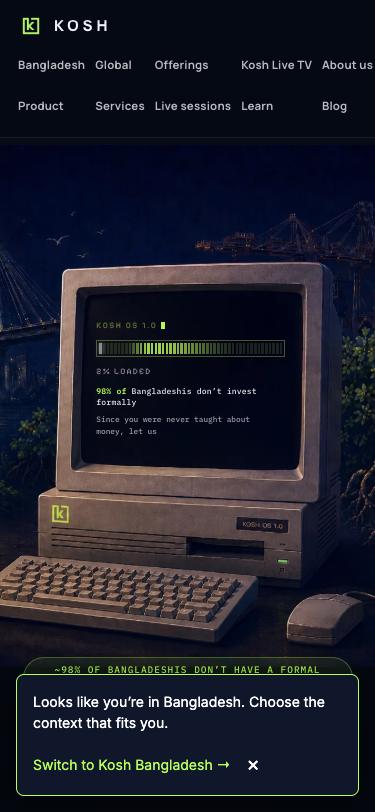 KOSH
Bangladesh Global Offerings Kosh Live TV About us
Product Services Live sessions Learn Blog
KOSH OS 1.0
2% LOADED
98% of Bangladeshis don't invest
formally
Since you were never taught about
money, let us
KOSH OS 1.0
~98% OF BANGLADESHIS DON'T HAVE A FORMAL
Looks like you're in Bangladesh. Choose the
context that fits you.
Switch to Kosh Bangladesh → ✕